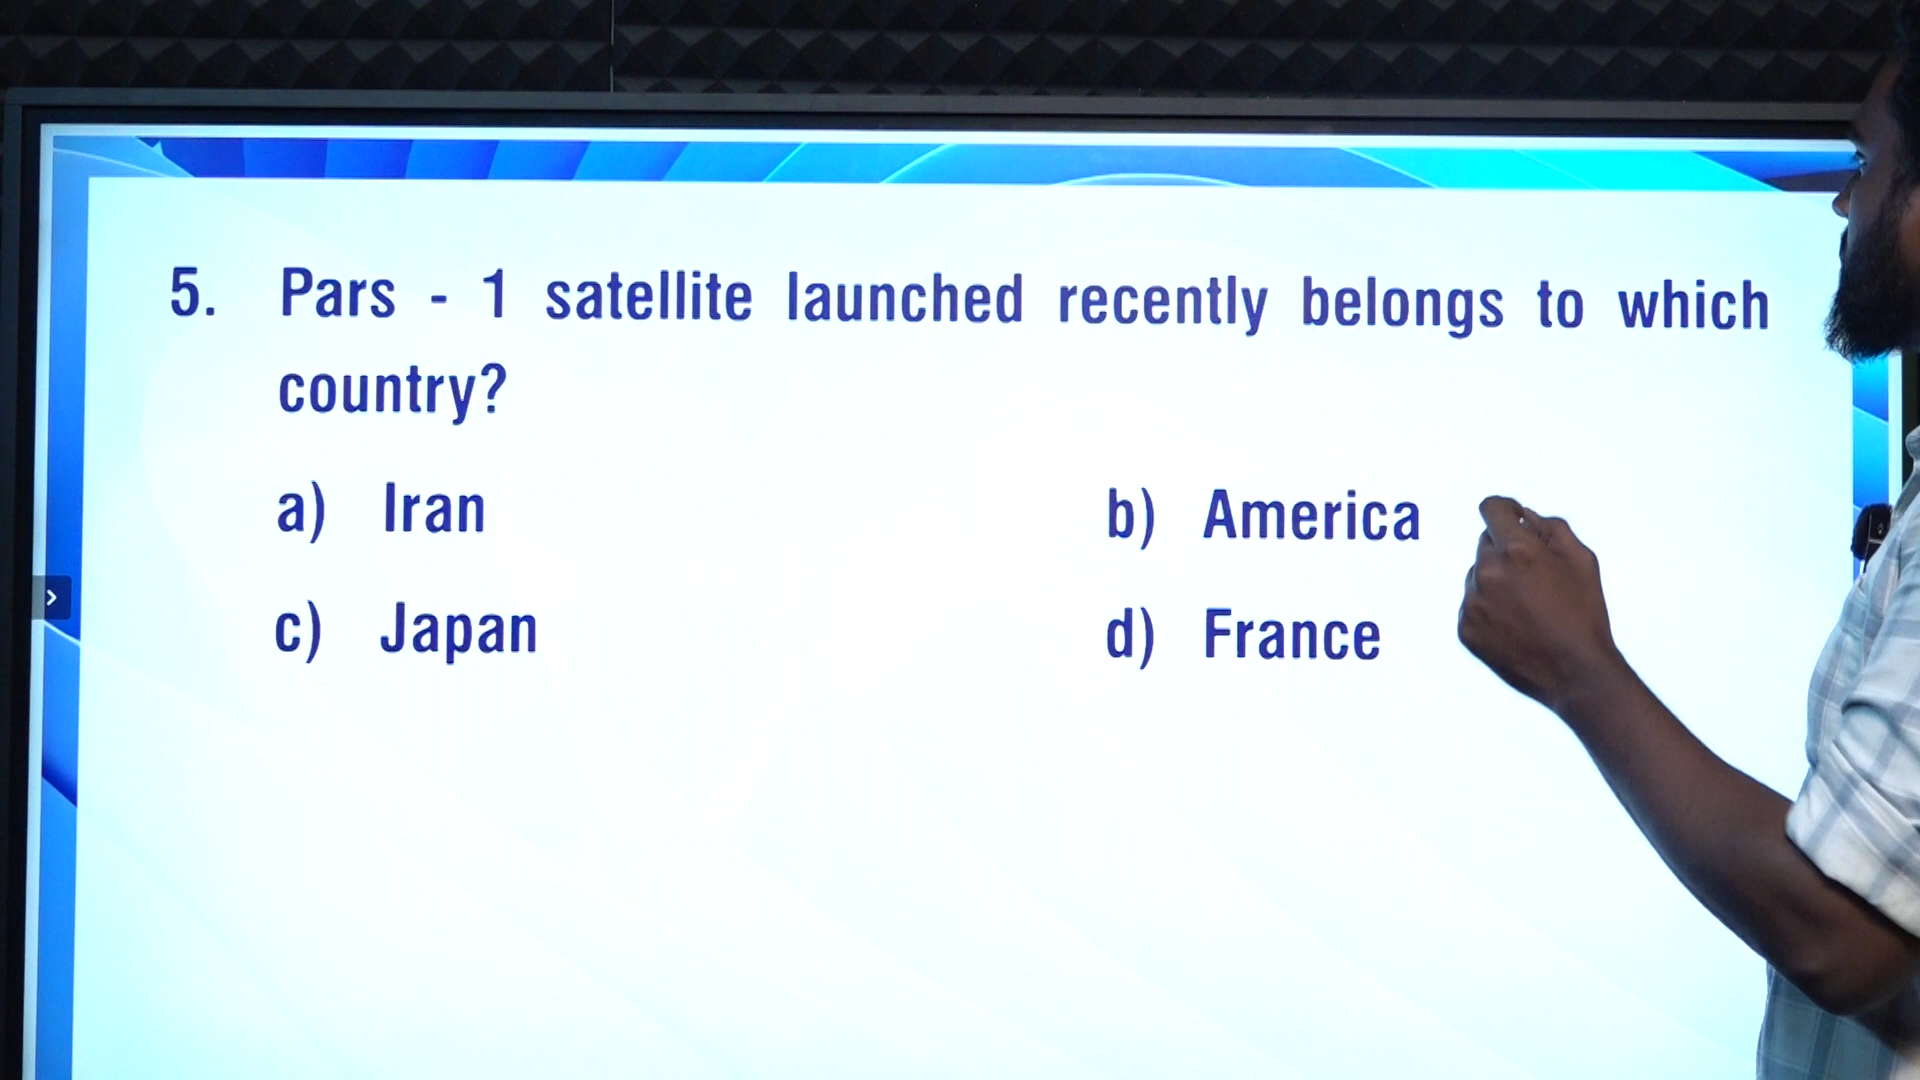 5. Pars - 1 satellite launched recently belongs to which
country?
a) Iran b) America
c) Japan d) France